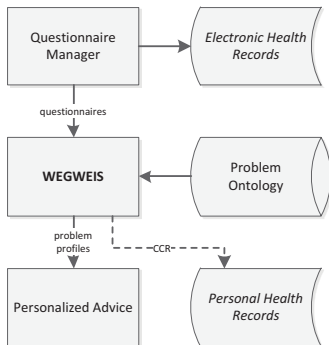 Questionnaire
Manager
Electronic Health
Records
questionnaires
WEGWEIS
Problem
Ontology
problem
profiles
CCR
Personalized Advice
Personal Health
Records